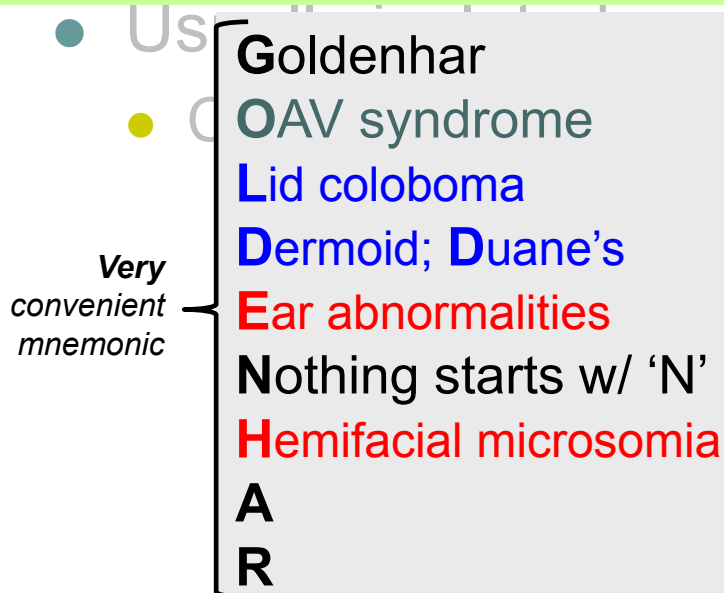 Goldenhar
OAV syndrome
Lid coloboma
Dermoid; Duane’s
Very
convenient
mnemonic
Ear abnormalities
Nothing starts w/ ‘N’
Hemifacial microsomia
A
R